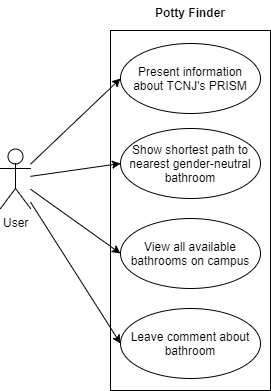 Potty Finder
Present information
about TCNJ's PRISM
Show shortest path to
nearest gender-neutral
bathroom
User
View all available
bathrooms on campus
Leave comment about
bathroom